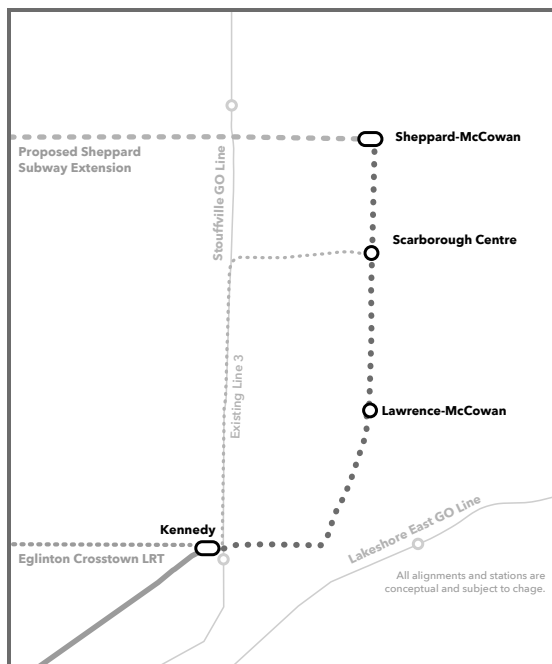 Sheppard-McCowan
Proposed Sheppard
Subway Extension
Stouffville GO Line
Scarborough Centre
Existing Line 3
Lawrence-McCowan
Kennedy
Lakeshore East GO Line
Eglinton Crosstown LRT
All alignments and stations are
conceptual and subject to chage.